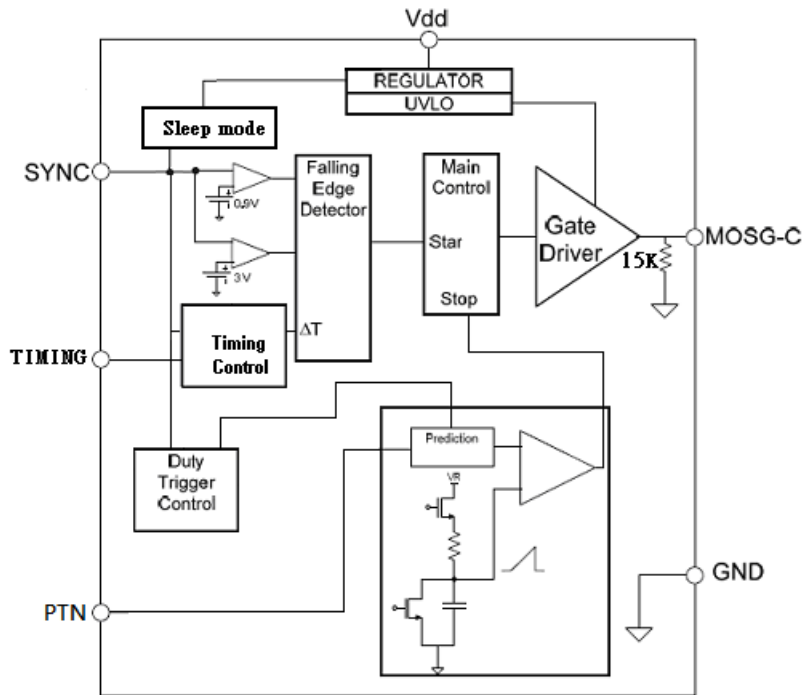 Vdd
REGULATOR
UVLO
Sleep mode
SYNC
0.9V
3V
Falling
Edge
Detector
ΔT
Main
Control
Star
Stop
Gate
Driver
MOSG-C
15K
TIMING
Timing
Control
Duty
Trigger
Control
Prediction
VR
PTN
GND